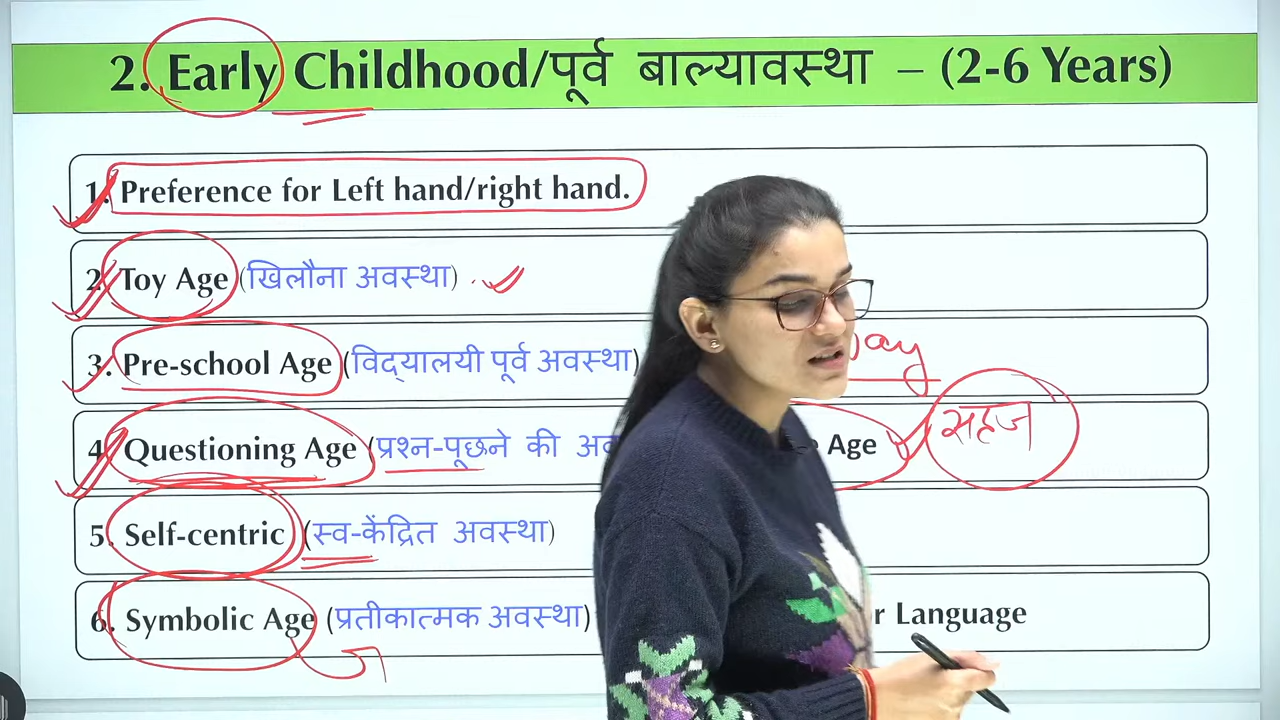 2. Early Childhood/पूर्व बाल्यावस्था – (2-6 Years)
1. Preference for Left hand/right hand.
2. Toy Age (खिलौना अवस्था)
3. Pre-school Age (विद्यालयी पूर्व अवस्था)
4. Questioning Age (प्रश्न-पूछने की Age सहज
5. Self-centric (स्व-केंद्रित अवस्था)
6. Symbolic Age (प्रतीकात्मक अवस्था) Language